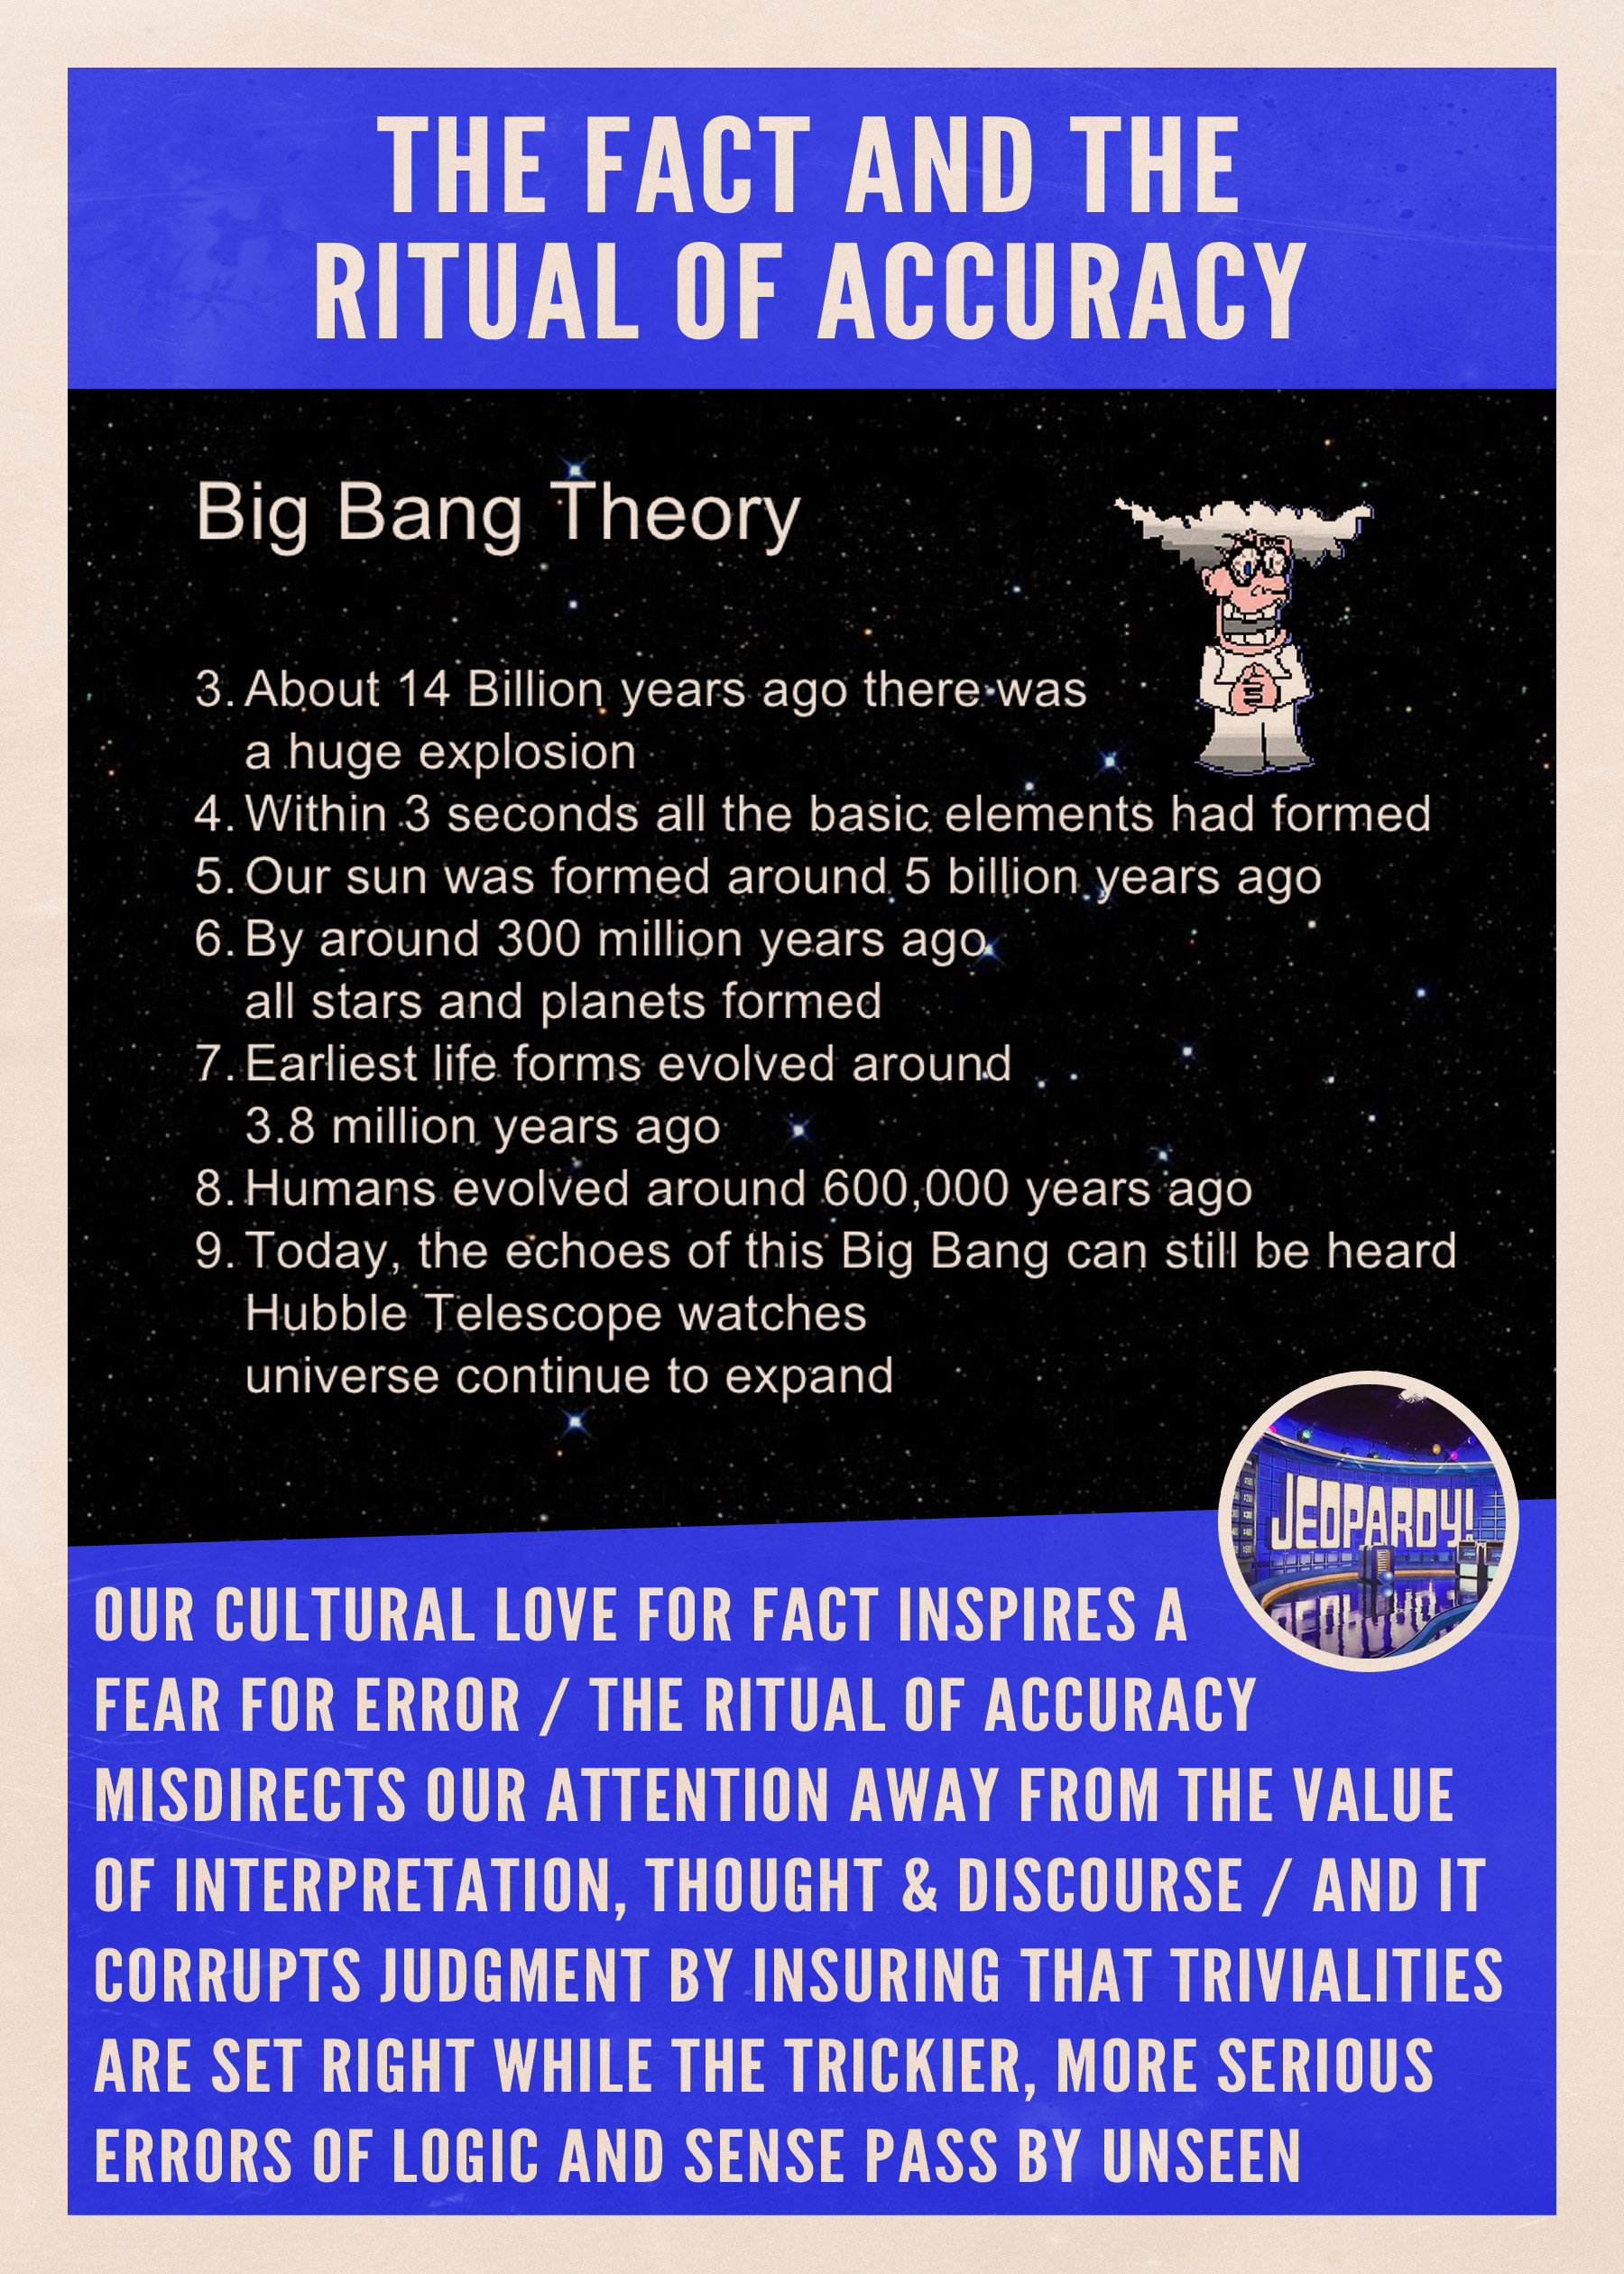 THE FACT AND THE
RITUAL OF ACCURACY
Big Bang Theory
3. About 14 Billion years ago there was
a huge explosion
4. Within 3 seconds all the basic elements had formed
5. Our sun was formed around 5 billion years ago
6. By around 300 million years ago
all stars and planets formed
7. Earliest life forms evolved around
3.8 million years ago
8. Humans evolved around 600,000 years ago
9. Today, the echoes of this Big Bang can still be heard
Hubble Telescope watches
universe continue to expand
JEOPARDY!
OUR CULTURAL LOVE FOR FACT INSPIRES A
FEAR FOR ERROR / THE RITUAL OF ACCURACY
MISDIRECTS OUR ATTENTION AWAY FROM THE VALUE
OF INTERPRETATION, THOUGHT & DISCOURSE / AND IT
CORRUPTS JUDGMENT BY INSURING THAT TRIVIALITIES
ARE SET RIGHT WHILE THE TRICKIER, MORE SERIOUS
ERRORS OF LOGIC AND SENSE PASS BY UNSEEN